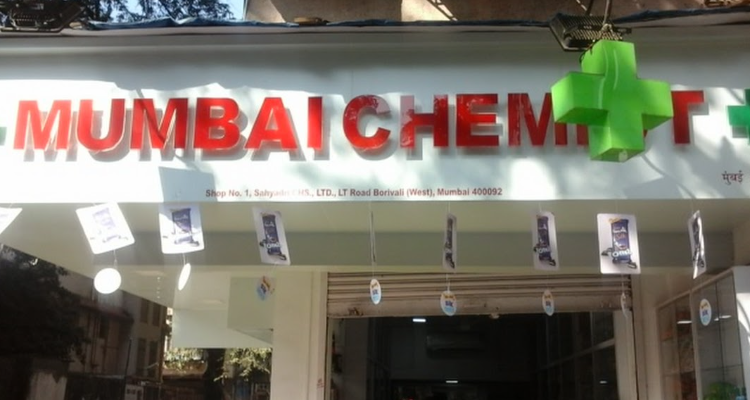 MUMBAI CHEMIST
मुंबई
Shop No, 1, Sahyadri CHS., LTD., LT Road Borivali (West), Mumbai 400092